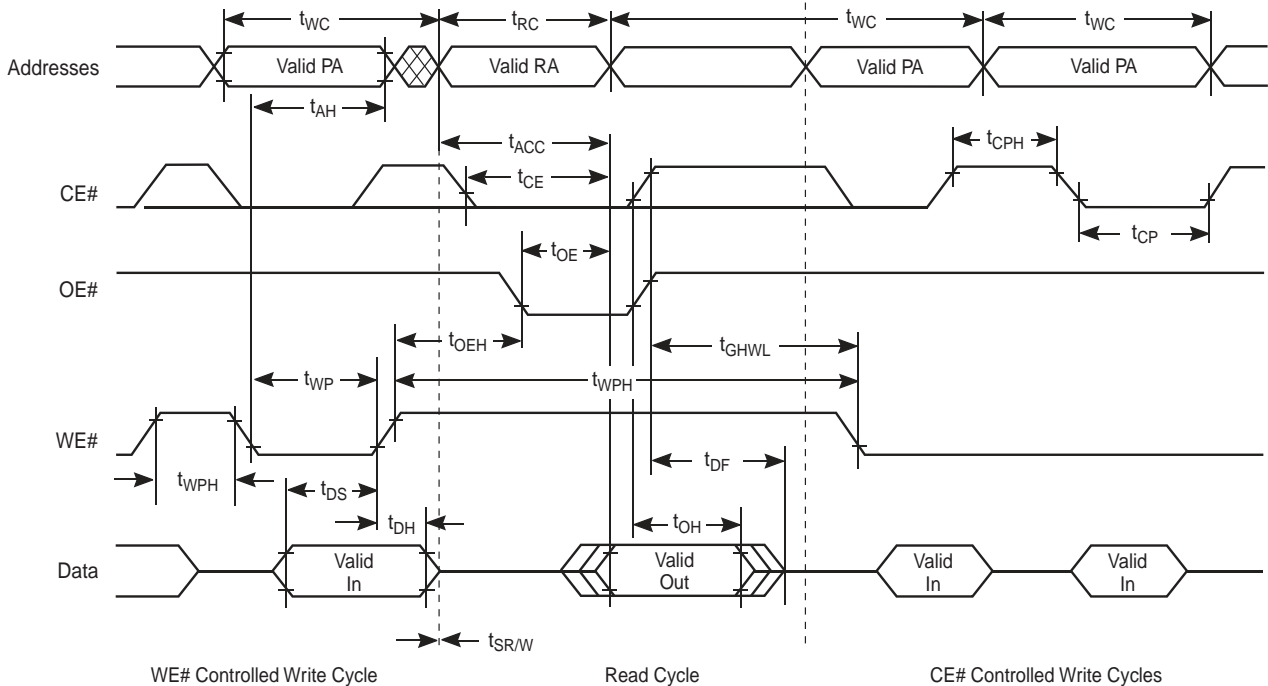 tWC tRC tWC tWC
Addresses Valid PA Valid RA Valid PA Valid PA
tAH
tACC tCPH
CE# tCE
tCP
tOE
OE#
tOEH tGHWL
tWP tWPH
WE#
tDF
tWPH tDS
tDH tOH
Data Valid In Valid Out Valid In Valid In
tSR/W
WE# Controlled Write Cycle Read Cycle CE# Controlled Write Cycles